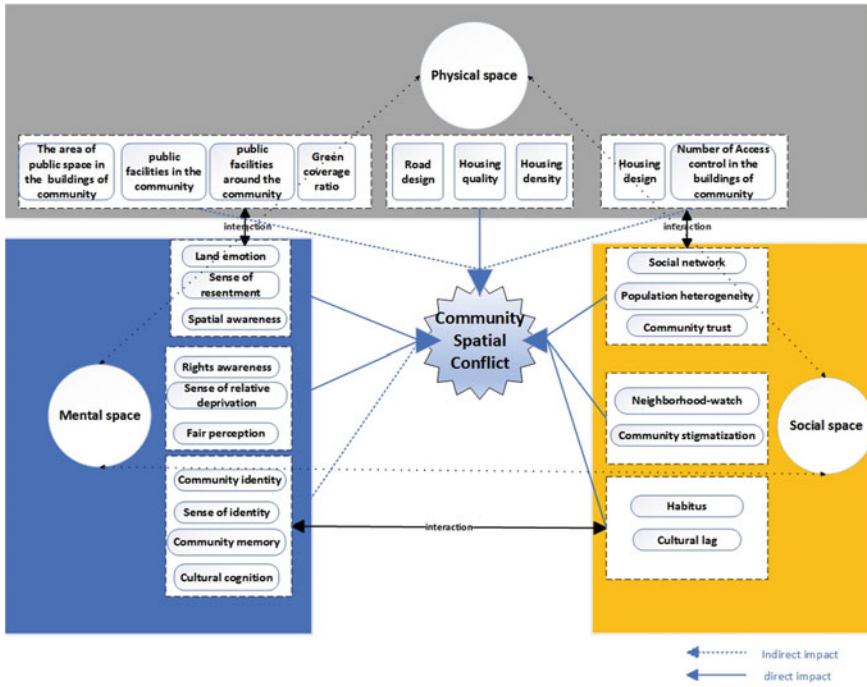 Physical space
The area of
public space in
the buildings of
community
public
facilities in the
community
public
facilities around
the community
Green
coverage
ratio
Road
design
Housing
quality
Housing
density
Housing
design
Number of Access
control in the
buildings of
community
interaction
interaction
Land emotion
Sense of
resentment
Spatial awareness
Rights awareness
Sense of relative
deprivation
Fair perception
Community identity
Sense of identity
Community memory
Cultural cognition
Mental space
Community
Spatial
Conflict
interaction
Social network
Population heterogeneity
Community trust
Neighborhood-watch
Community stigmatization
Habitus
Cultural lag
Social space
Indirect impact
direct impact